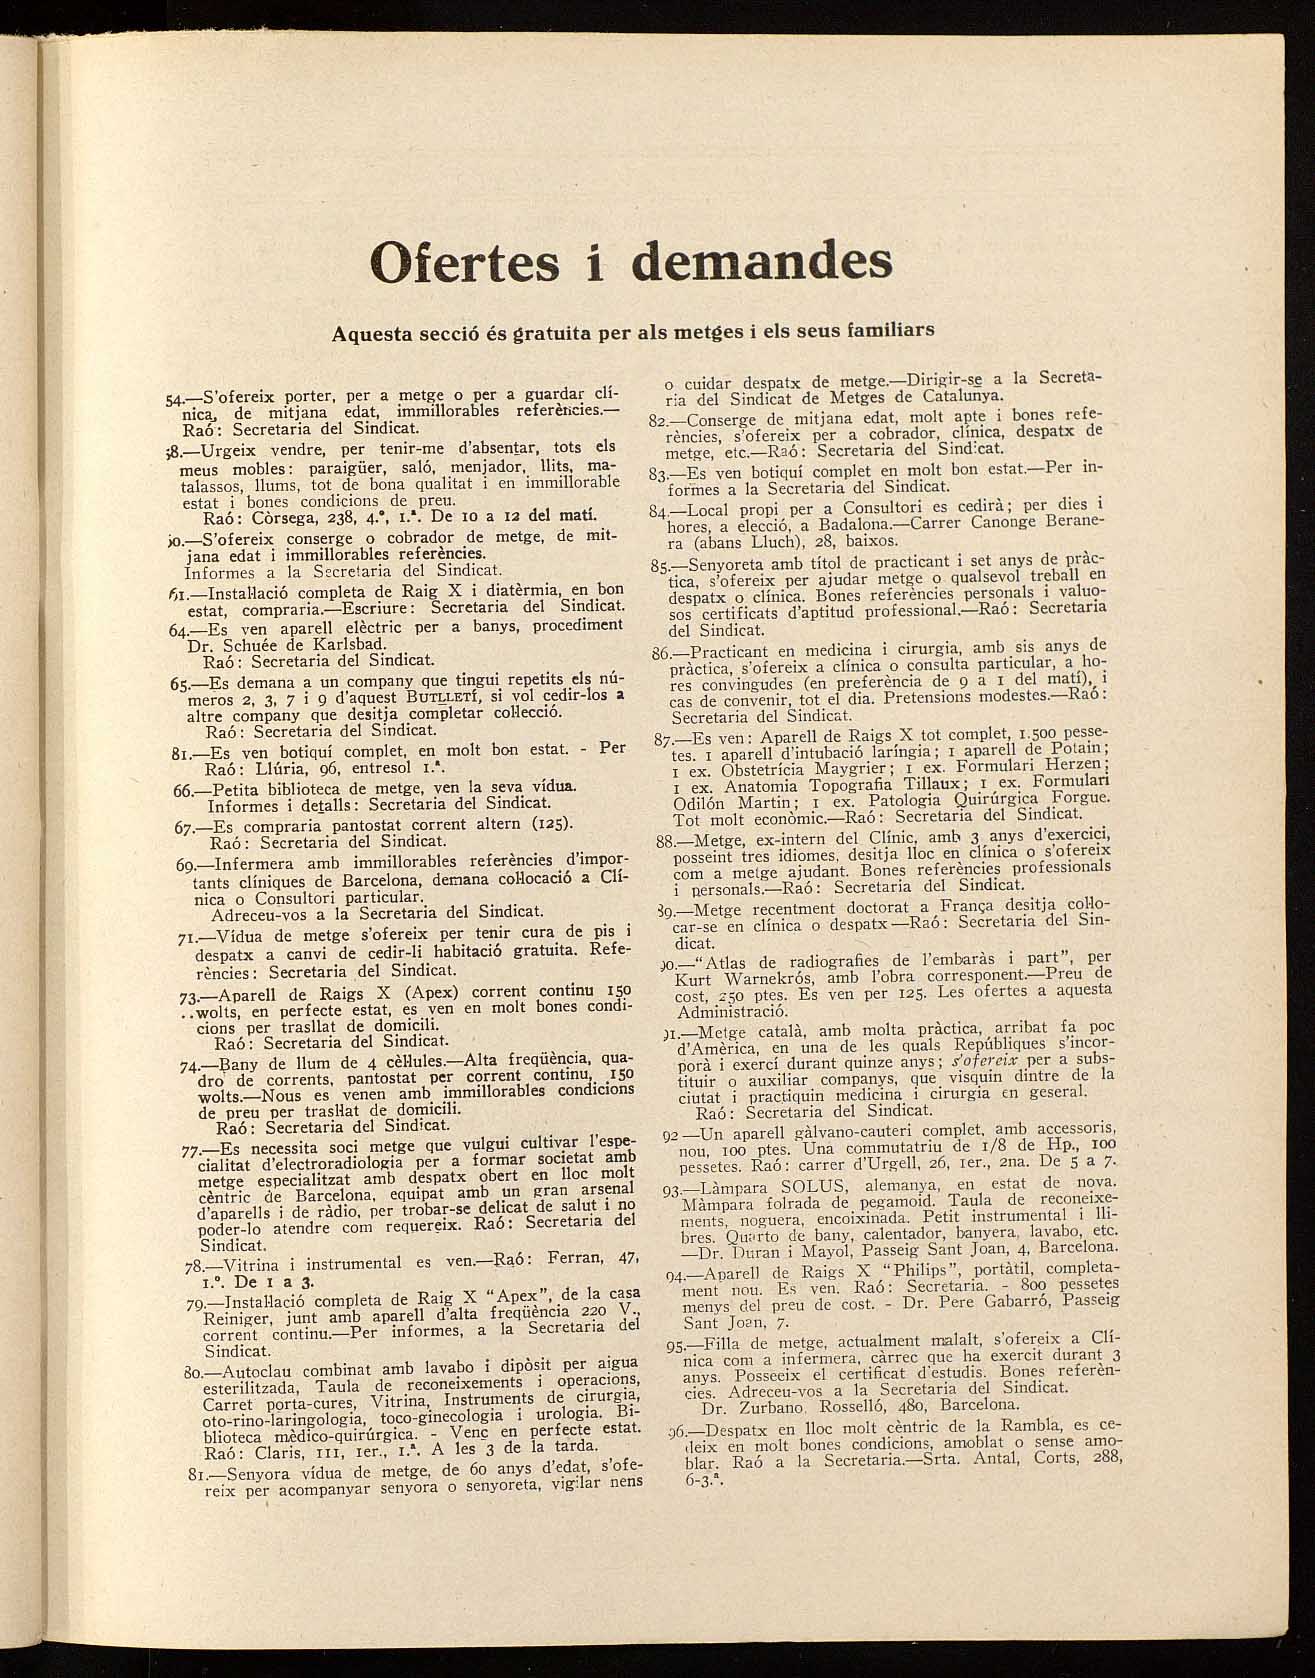 Ofertes i demandes
Aquesta secció és gratuita per als metges i els seus familiars
54.—S'ofereix porter, per a metge o per a guardar clí-
nica, de mitjana edat, immillorables referències.—
Raó: Secretaria del Sindicat.
58.—Urgeix vendre, per tenir-me d'absentar, tots els
meus mobles: paraigüer, saló, menjador, llits, ma-
talassos, llums, tot de bona qualitat i en immillorable
estat i bones condicions de preu.
Raó: Còrsega, 238, 4.º, 1.ª. De 10 a 12 del matí.
60.—S'ofereix conserge o cobrador de metge, de mit-
jana edat i immillorables referències.
Informes a la Secretaria del Sindicat.
61.—Instaŀlació completa de Raig X i diatèrmia, en bon
estat, compraria.—Escriure: Secretaria del Sindicat.
64.—Es ven aparell elèctric per a banys, procediment
Dr. Schuée de Karlsbad.
Raó: Secretaria del Sindicat.
65.—Es demana a un company que tingui repetits els nú-
meros 2, 3, 7 i 9 d'aquest BUTLLETÍ, si vol cedir-los a
altre company que desitja completar coŀlecció.
Raó: Secretaria del Sindicat.
81.—Es ven botiquí complet, en molt bon estat. - Per
Raó: Llúria, 96, entresol 1.ª.
66.—Petita biblioteca de metge, ven la seva vídua.
Informes i detalls: Secretaria del Sindicat.
67.—Es compraria pantostat corrent altern (125).
Raó: Secretaria del Sindicat.
69.—Infermera amb immillorables referències d'impor-
tants clíniques de Barcelona, demana coŀlocació a Clí-
nica o Consultori particular.
Adreceu-vos a la Secretaria del Sindicat.
71.—Vídua de metge s'ofereix per tenir cura de pis i
despatx a canvi de cedir-li habitació gratuita. Refe-
rències: Secretaria del Sindicat.
73.—Aparell de Raigs X (Apex) corrent continu 150
..wolts, en perfecte estat, es ven en molt bones condi-
cions per trasllat de domicili.
Raó: Secretaria del Sindicat.
74.—Bany de llum de 4 cèŀlules.—Alta freqüència, qua-
dro de corrents, pantostat per corrent continu, 150
wolts.—Nous es venen amb immillorables condicions
de preu per trasŀlat de domicili.
Raó: Secretaria del Sindicat.
77.—Es necessita soci metge que vulgui cultivar l'espe-
cialitat d'electroradiologia per a formar societat amb
metge especialitzat amb despatx obert en lloc molt
cèntric de Barcelona, equipat amb un gran arsenal
d'aparells i de ràdio, per trobar-se delicat de salut i no
poder-lo atendre com requereix. Raó: Secretaria del
Sindicat.
78.—Vitrina i instrumental es ven.—Raó: Ferran, 47,
1.º. De 1 a 3.
79.—Instaŀlació completa de Raig X "Apex", de la casa
Reiniger, junt amb aparell d'alta freqüència 220 V.,
corrent continu.—Per informes, a la Secretaria del
Sindicat.
80.—Autoclau combinat amb lavabo i dipòsit per aigua
esterilitzada, Taula de reconeixements i operacions,
Carret porta-cures, Vitrina, Instruments de cirurgia,
oto-rino-laringologia, toco-ginecologia i urologia. Bi-
blioteca mèdico-quirúrgica. - Venc en perfecte estat.
Raó: Claris, 111, 1er., 1.ª. A les 3 de la tarda.
81.—Senyora vídua de metge, de 60 anys d'edat, s'ofe-
reix per acompanyar senyora o senyoreta, vigilar nens
o cuidar despatx de metge.—Dirigir-se a la Secreta-
ria del Sindicat de Metges de Catalunya.
82.—Conserge de mitjana edat, molt apte i bones refe-
rències, s'ofereix per a cobrador, clínica, despatx de
metge, etc.—Raó: Secretaria del Sindicat.
83.—Es ven botiquí complet en molt bon estat.—Per in-
formes a la Secretaria del Sindicat.
84.—Local propi per a Consultori es cedirà; per dies i
hores, a elecció, a Badalona.—Carrer Canonge Berane-
ra (abans Lluch), 28, baixos.
85.—Senyoreta amb títol de practicant i set anys de pràc-
tica, s'ofereix per ajudar metge o qualsevol treball en
despatx o clínica. Bones referències personals i valuo-
sos certificats d'aptitud professional.—Raó: Secretaria
del Sindicat.
86.—Practicant en medicina i cirurgia, amb sis anys de
pràctica, s'ofereix a clínica o consulta particular, a ho-
res convingudes (en preferència de 9 a 1 del matí), i
cas de convenir, tot el dia. Pretensions modestes.—Raó:
Secretaria del Sindicat.
87.—Es ven: Aparell de Raigs X tot complet, 1.500 pesse-
tes. 1 aparell d'intubació laríngia; 1 aparell de Potain;
1 ex. Obstetrícia Maygrier; 1 ex. Formulari Herzen;
1 ex. Anatomia Topografia Tillaux; 1 ex. Formulari
Odilón Martin; 1 ex. Patologia Quirúrgica Forgue.
Tot molt econòmic.—Raó: Secretaria del Sindicat.
88.—Metge, ex-intern del Clínic, amb 3 anys d'exercici,
posseint tres idiomes, desitja lloc en clínica o s'ofereix
com a metge ajudant. Bones referències professionals
i personals.—Raó: Secretaria del Sindicat.
89.—Metge recentment doctorat a França desitja coŀlo-
car-se en clínica o despatx—Raó: Secretaria del Sin-
dicat.
90.—"Atlas de radiografies de l'embaràs i part", per
Kurt Warnekrós, amb l'obra corresponent.—Preu de
cost, 250 ptes. Es ven per 125. Les ofertes a aquesta
Administració.
91.—Metge català, amb molta pràctica, arribat fa poc
d'Amèrica, en una de les quals Repúbliques s'incor-
porà i exercí durant quinze anys; s'ofereix per a subs-
tituir o auxiliar companys, que visquin dintre de la
ciutat i practiquin medicina i cirurgia en geseral.
Raó: Secretaria del Sindicat.
92—Un aparell gàlvano-cauteri complet, amb accessoris,
nou, 100 ptes. Una commutatriu de 1/8 de Hp., 100
pessetes. Raó: carrer d'Urgell, 26, 1er., 2na. De 5 a 7.
93.—Làmpara SOLUS, alemanya, en estat de nova.
Màmpara folrada de pegamoid. Taula de reconeixe-
ments, noguera, encoixinada. Petit instrumental i lli-
bres. Quarto de bany, calentador, banyera, lavabo, etc.
—Dr. Duran i Mayol, Passeig Sant Joan, 4, Barcelona.
94.—Aparell de Raigs X "Philips", portàtil, completa-
ment nou. Es ven. Raó: Secretaria. - 800 pessetes
menys del preu de cost. - Dr. Pere Gabarró, Passeig
Sant Joan, 7.
95.—Filla de metge, actualment malalt, s'ofereix a Clí-
nica com a infermera, càrrec que ha exercit durant 3
anys. Posseeix el certificat d'estudis. Bones referèn-
cies. Adreceu-vos a la Secretaria del Sindicat.
Dr. Zurbano. Rosselló, 480, Barcelona.
96.—Despatx en lloc molt cèntric de la Rambla, es ce-
deix en molt bones condicions, amoblat o sense amo-
blar. Raó a la Secretaria.—Srta. Antal, Corts, 288,
6-3.ª.